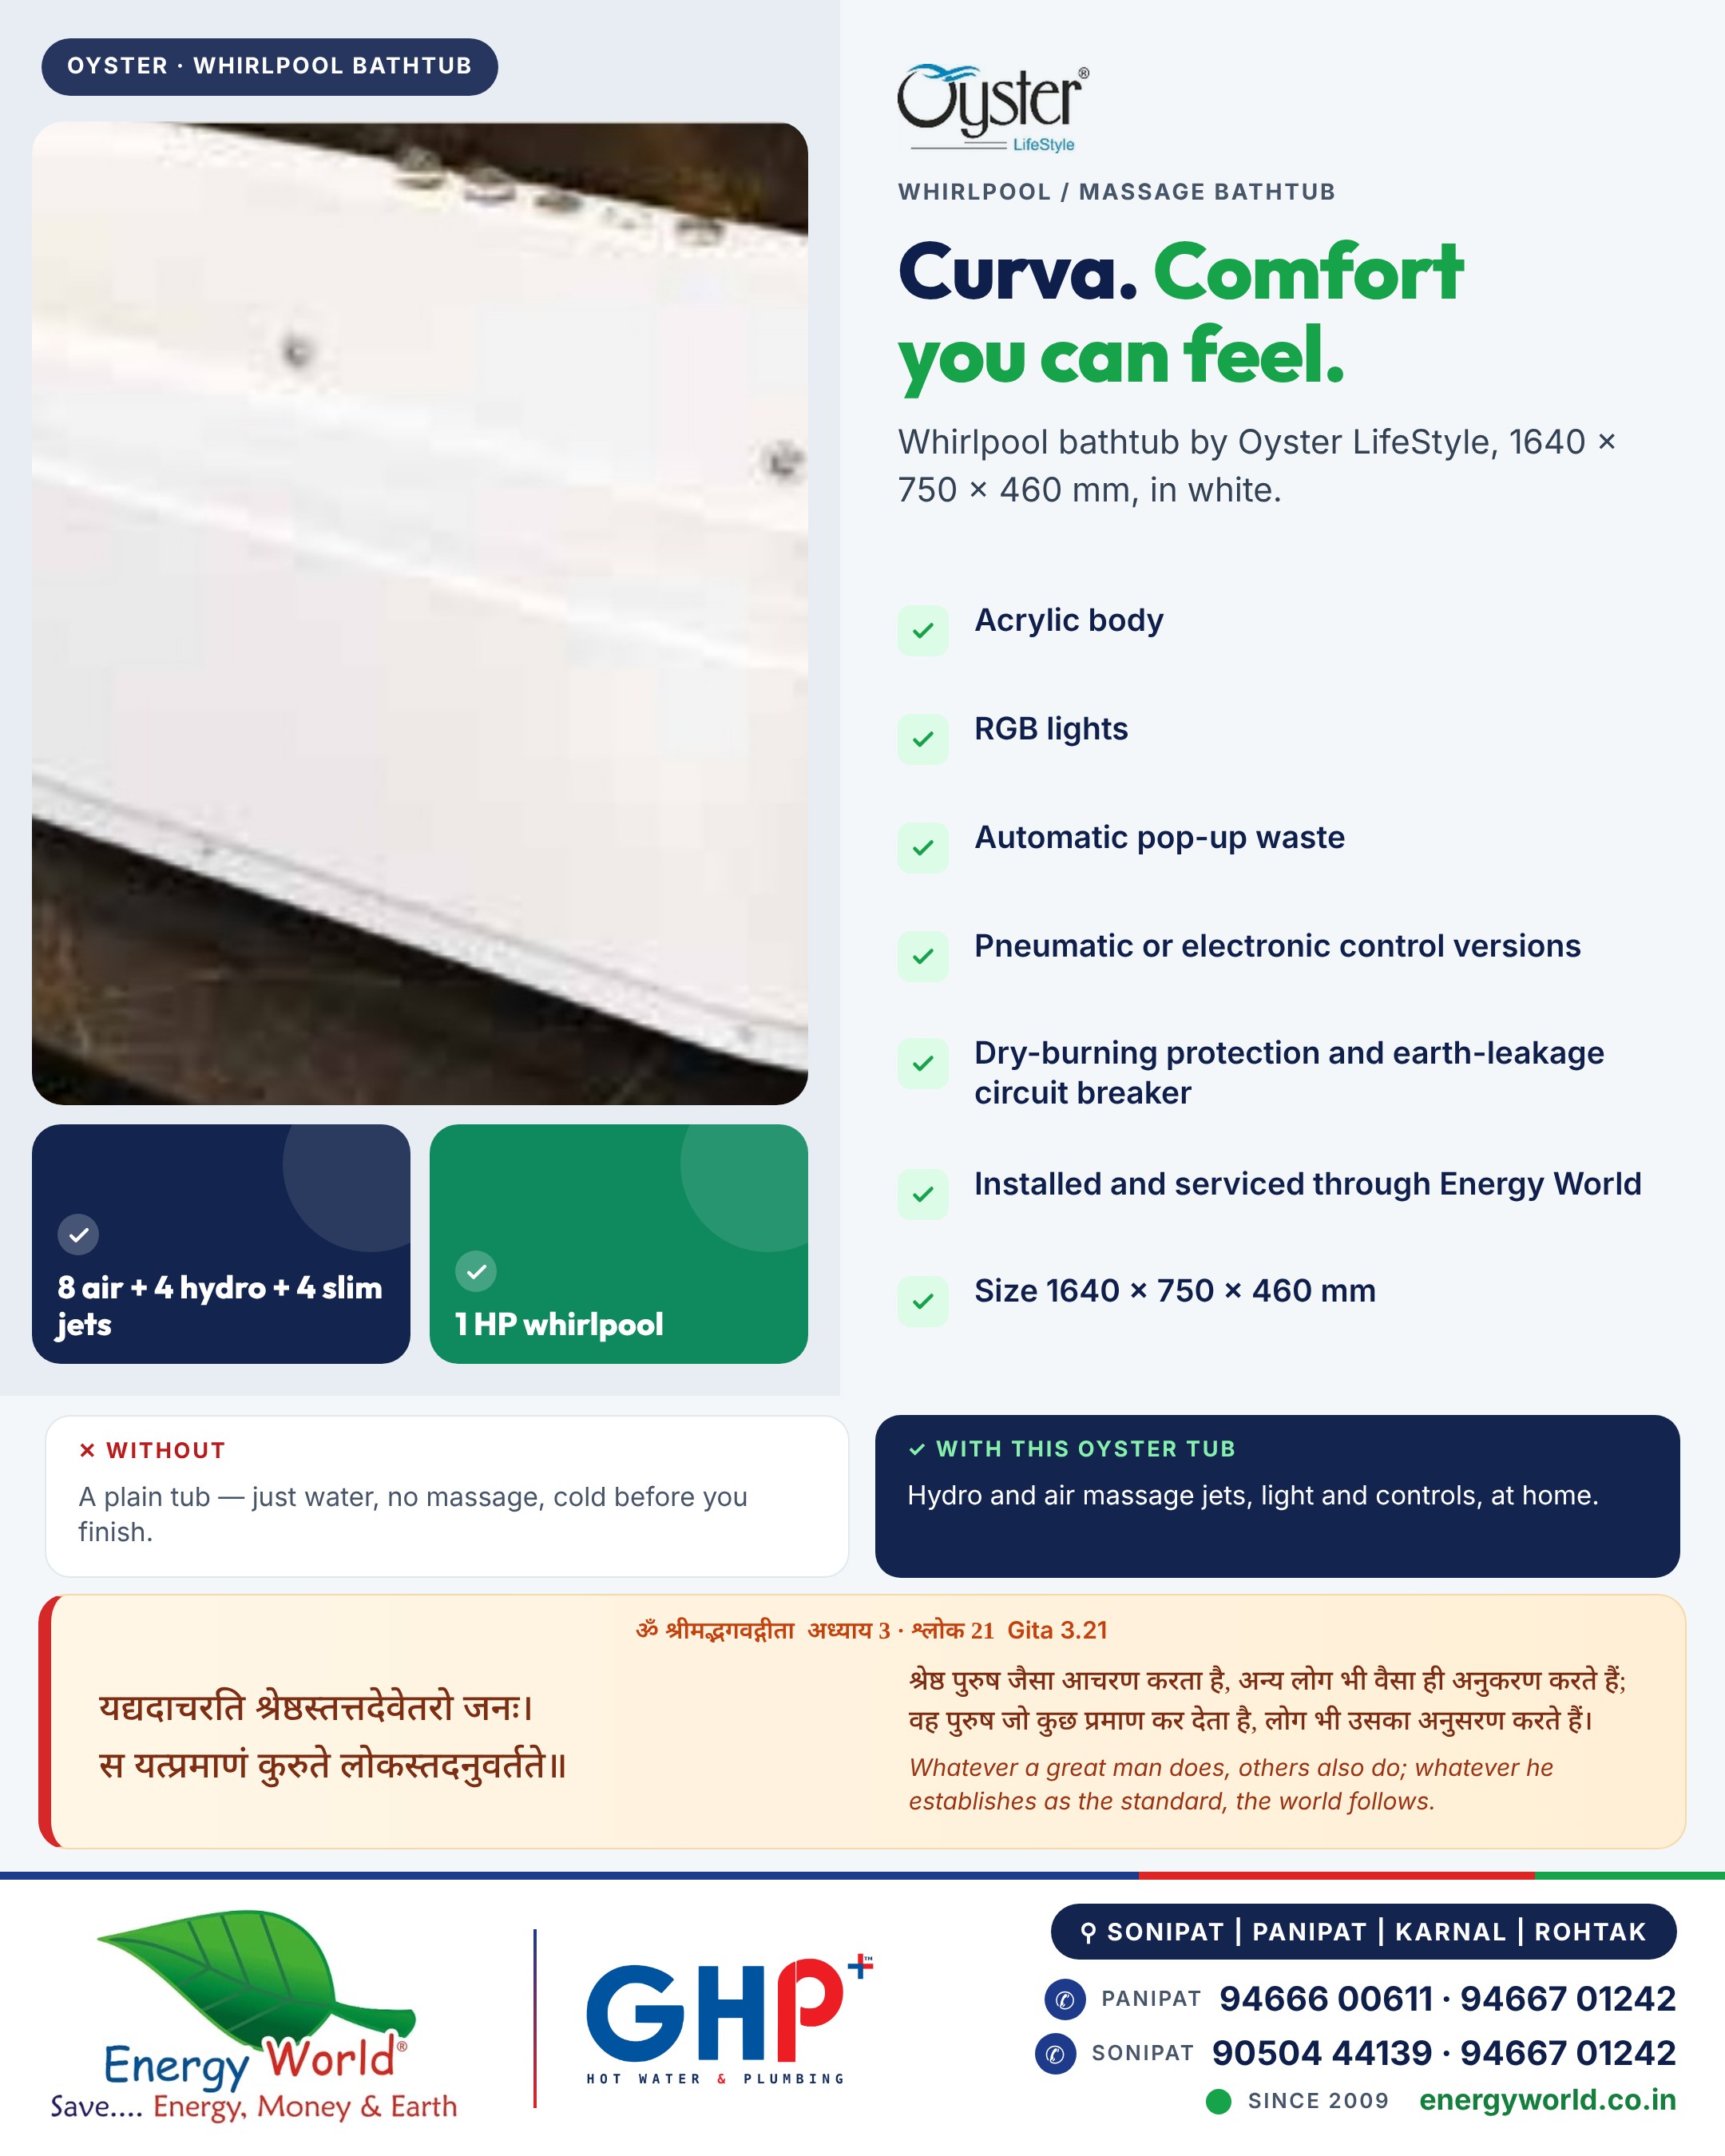 OYSTER · WHIRLPOOL BATHTUB
Oyster®
LifeStyle
WHIRLPOOL / MASSAGE BATHTUB
Curva. Comfort
you can feel.
Whirlpool bathtub by Oyster LifeStyle, 1640 ×
750 × 460 mm, in white.
Acrylic body
RGB lights
Automatic pop-up waste
Pneumatic or electronic control versions
Dry-burning protection and earth-leakage
circuit breaker
Installed and serviced through Energy World
Size 1640 × 750 × 460 mm
8 air + 4 hydro + 4 slim
jets
1 HP whirlpool
✕ WITHOUT
A plain tub — just water, no massage, cold before you
finish.
✓ WITH THIS OYSTER TUB
Hydro and air massage jets, light and controls, at home.
ॐ श्रीमद्भगवद्गीता अध्याय 3 · श्लोक 21 Gita 3.21
यद्यदाचरति श्रेष्ठस्तत्तदेवेतरो जनः।
स यत्प्रमाणं कुरुते लोकस्तदनुवर्तते॥
श्रेष्ठ पुरुष जैसा आचरण करता है, अन्य लोग भी वैसा ही अनुकरण करते हैं;
वह पुरुष जो कुछ प्रमाण कर देता है, लोग भी उसका अनुसरण करते हैं।
Whatever a great man does, others also do; whatever he
establishes as the standard, the world follows.
Energy World®
Save.... Energy, Money & Earth
GHP+™
HOT WATER & PLUMBING
SONIPAT | PANIPAT | KARNAL | ROHTAK
PANIPAT 94666 00611 · 94667 01242
SONIPAT 90504 44139 · 94667 01242
SINCE 2009 energyworld.co.in